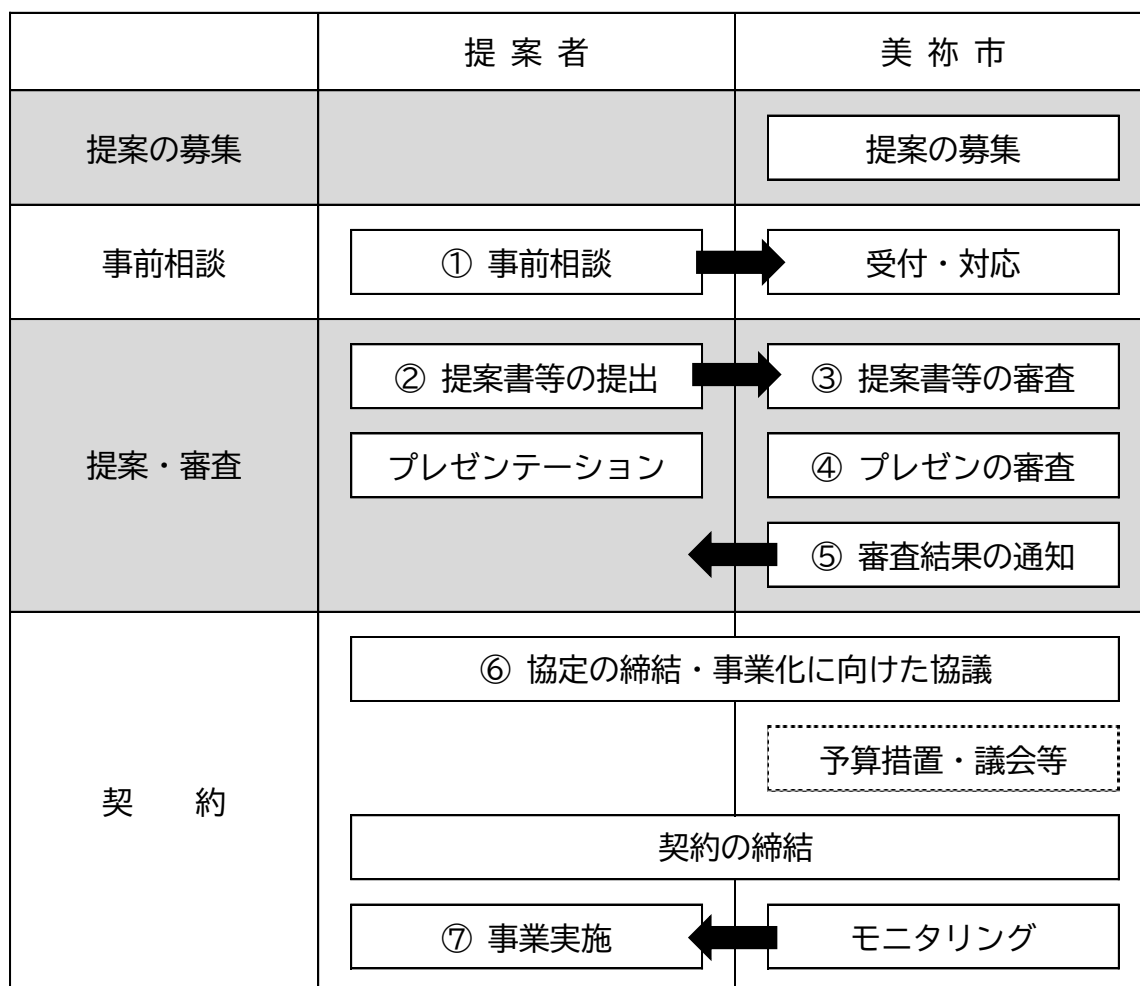 提 案 者
美 祢 市
提案の募集
提案の募集
事前相談
① 事前相談
受付・対応
提案・審査
② 提案書等の提出
③ 提案書等の審査
プレゼンテーション
④ プレゼンの審査
⑤ 審査結果の通知
契　　約
⑥ 協定の締結・事業化に向けた協議
予算措置・議会等
契約の締結
⑦ 事業実施
モニタリング